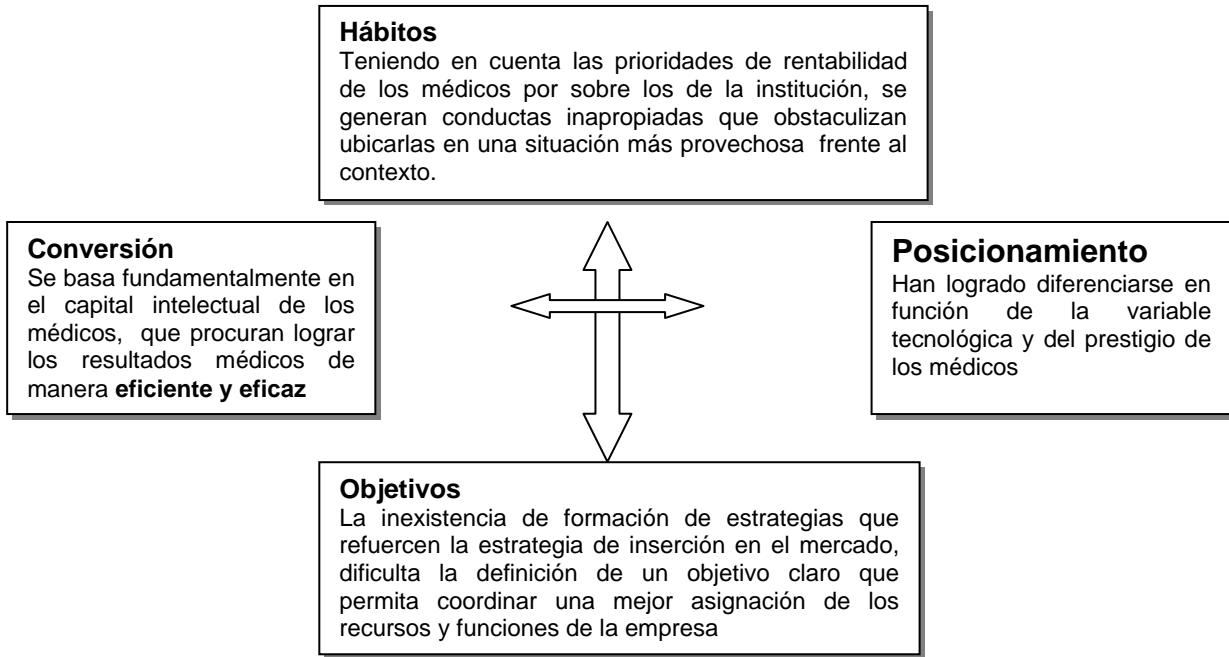 Hábitos
Teniendo en cuenta las prioridades de rentabilidad
de los médicos por sobre los de la institución, se
generan conductas inapropiadas que obstaculizan
ubicarlas en una situación más provechosa frente al
contexto.
Conversión
Se basa fundamentalmente en
el capital intelectual de los
médicos, que procuran lograr
los resultados médicos de
manera eficiente y eficaz
Posicionamiento
Han logrado diferenciarse en
función de la variable
tecnológica y del prestigio de
los médicos
Objetivos
La inexistencia de formación de estrategias que
refuercen la estrategia de inserción en el mercado,
dificulta la definición de un objetivo claro que
permita coordinar una mejor asignación de los
recursos y funciones de la empresa